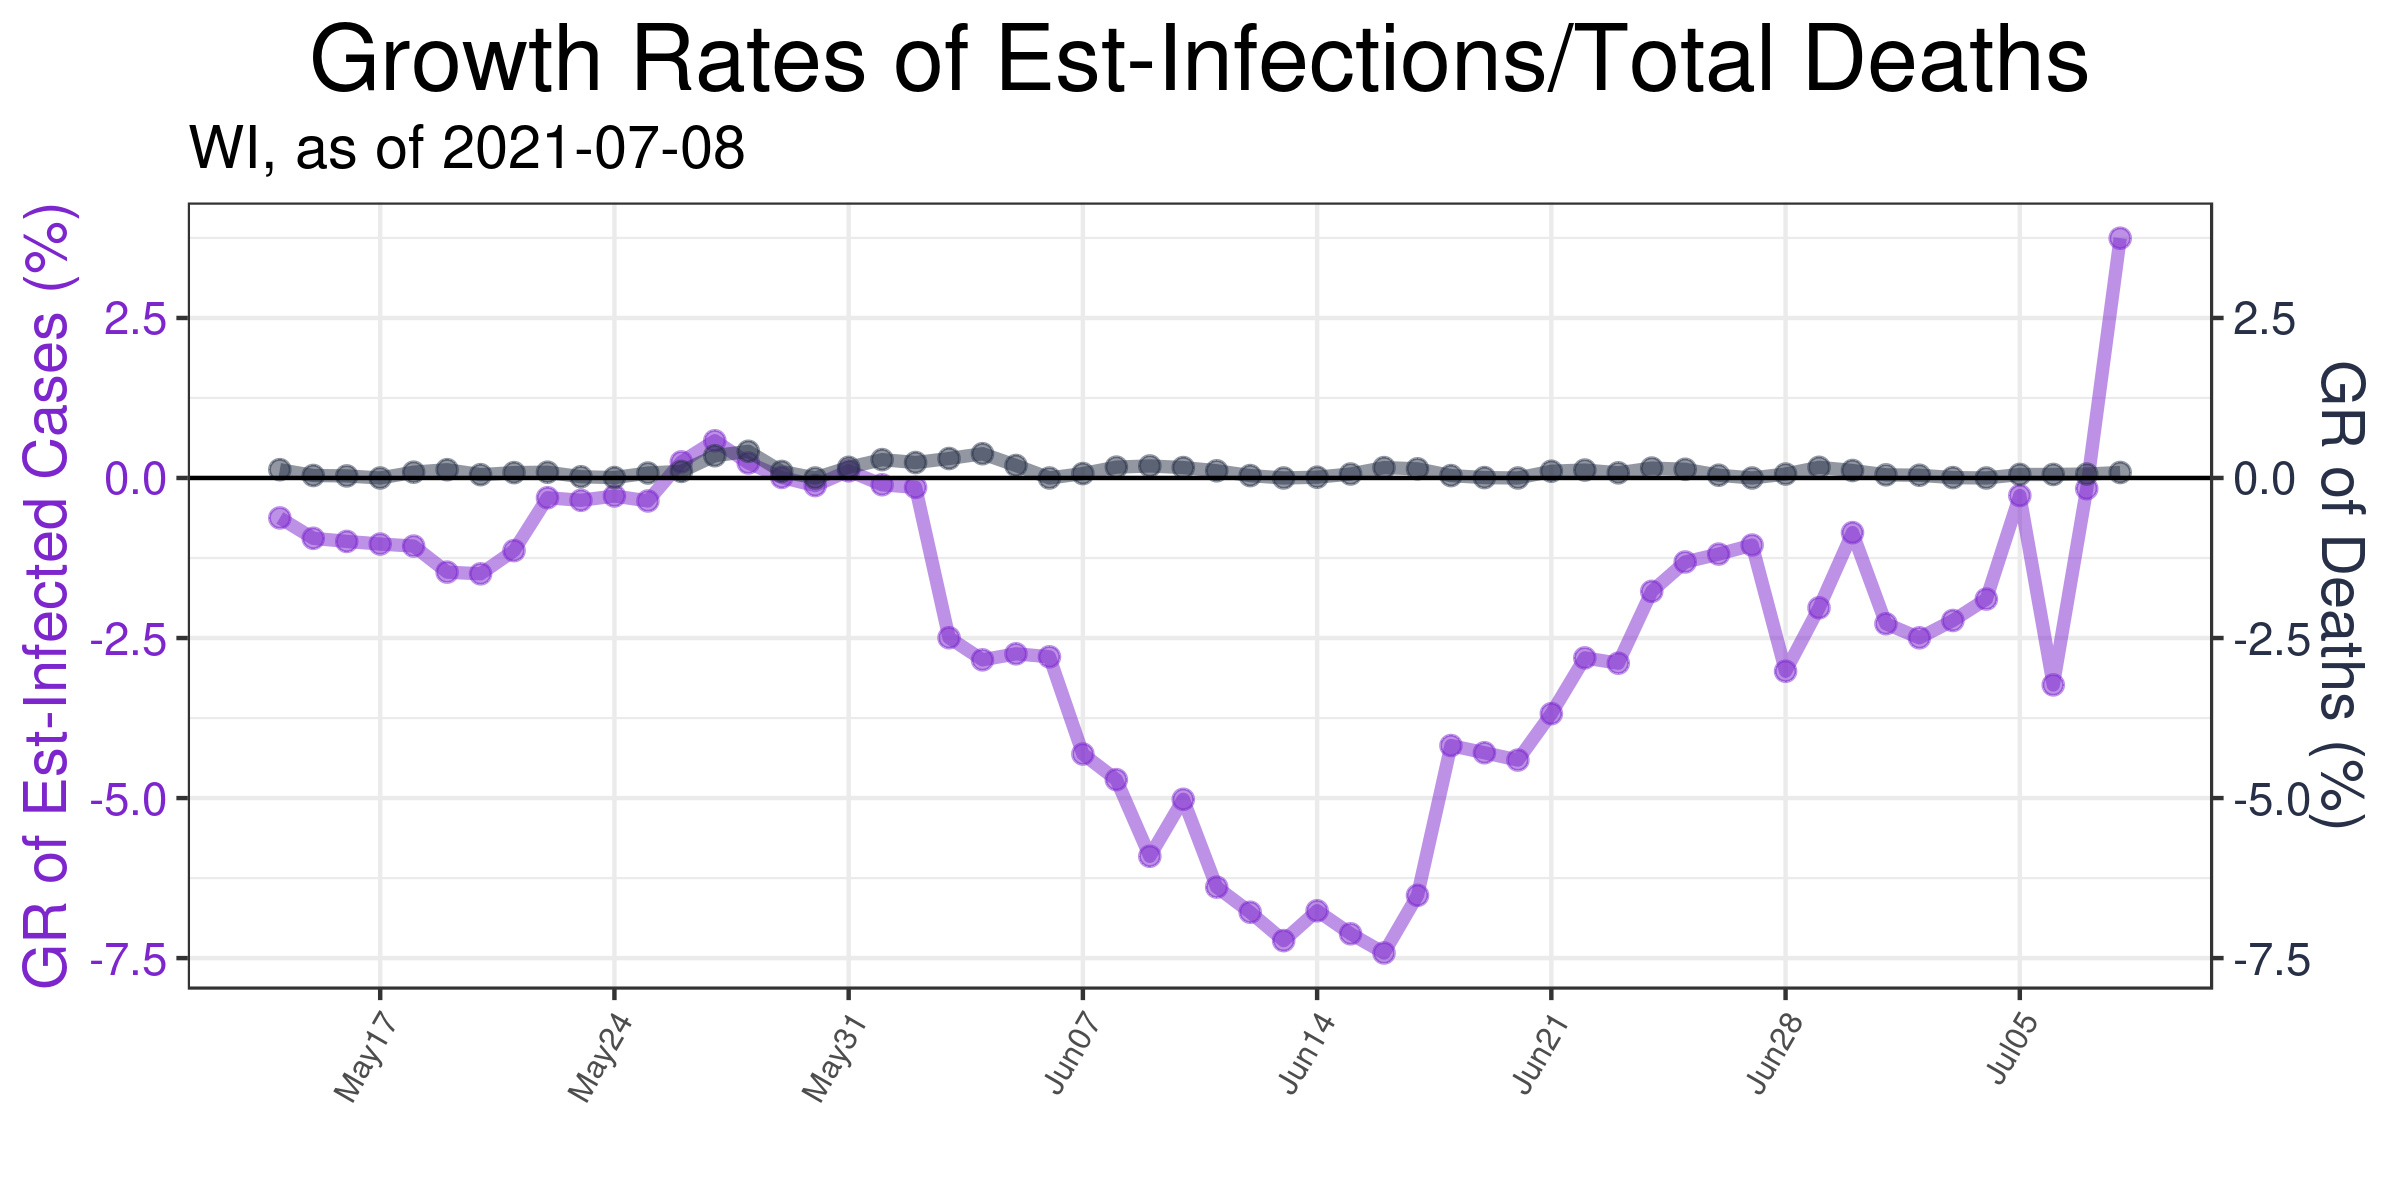 Growth Rates of Est-Infections/Total Deaths
WI, as of 2021-07-08
GR of Est-Infected Cases (%)
2.5
0.0
-2.5
-5.0
-7.5
2.5
0.0
-2.5
-5.0
-7.5
GR of Deaths (%)
May17
May24
May31
Jun07
Jun14
Jun21
Jun28
Jul05